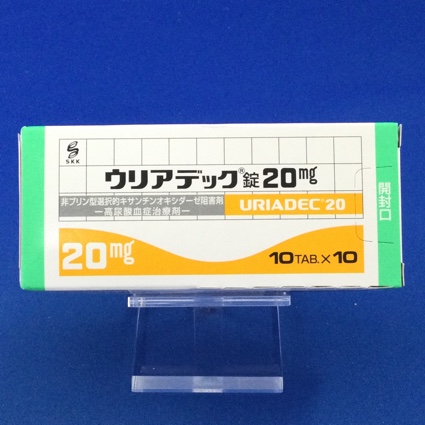 SKK
ウリアデック®錠20mg
非プリン型選択的キサンチンオキシダーゼ阻害剤
ー高尿酸血症治療剤ー
URIADEC® 20
20mg
10TAB.×10
開封口